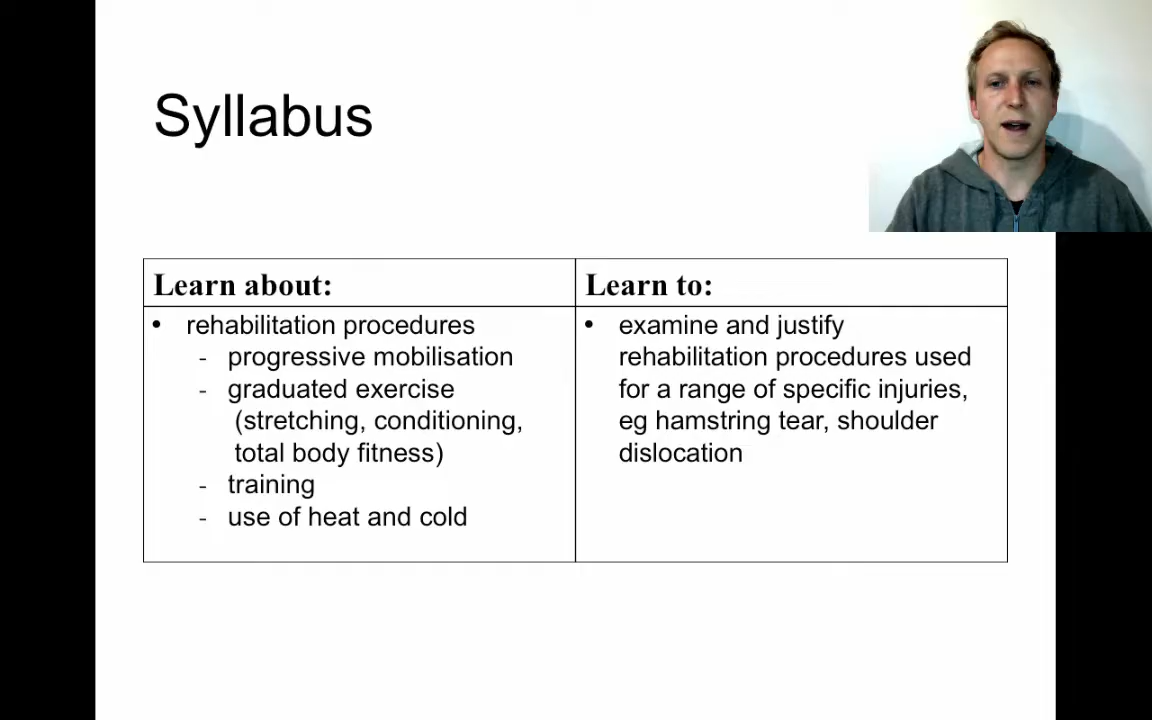 Syllabus
Learn about:
• rehabilitation procedures
- progressive mobilisation
- graduated exercise
(stretching, conditioning,
total body fitness)
- training
- use of heat and cold
Learn to:
• examine and justify
rehabilitation procedures used
for a range of specific injuries,
eg hamstring tear, shoulder
dislocation